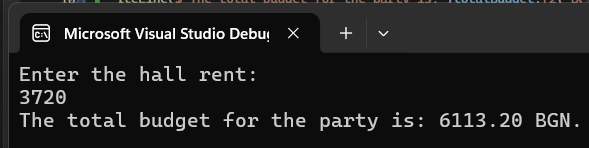 Microsoft Visual Studio Debu
Enter the hall rent:
3720
The total budget for the party is: 6113.20 BGN.